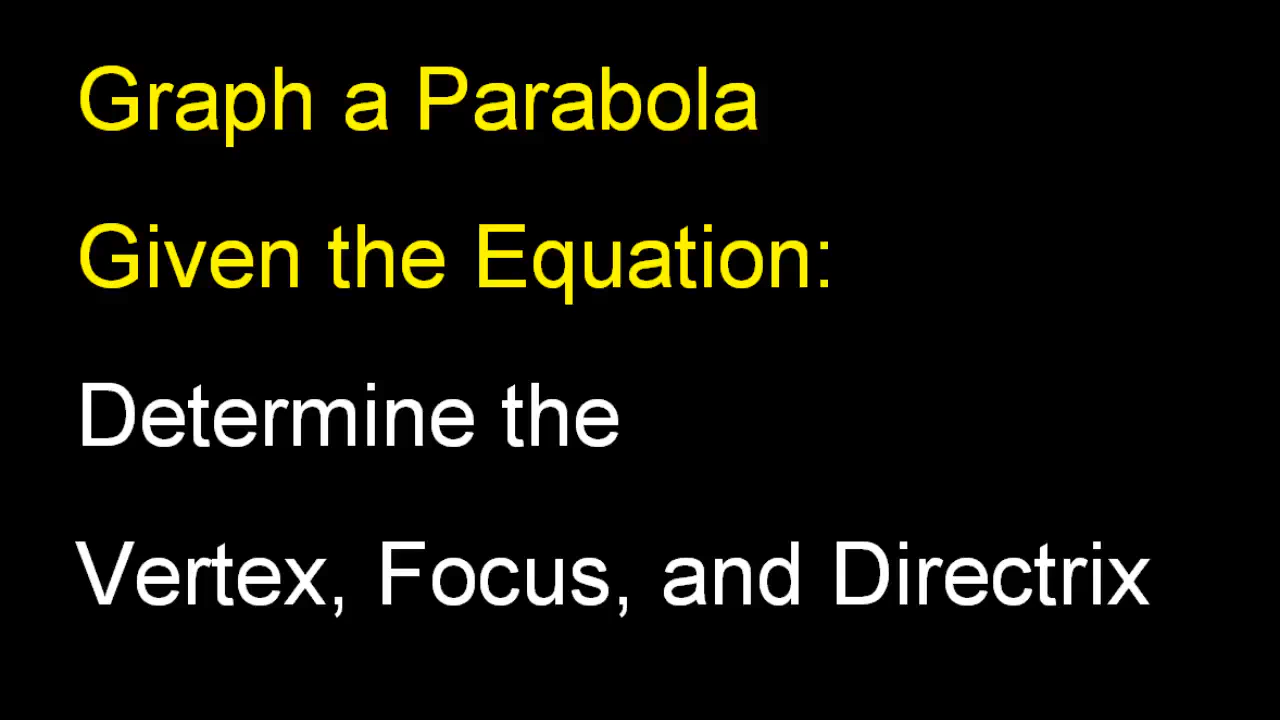 Graph a Parabola
Given the Equation:
Determine the
Vertex, Focus, and Directrix